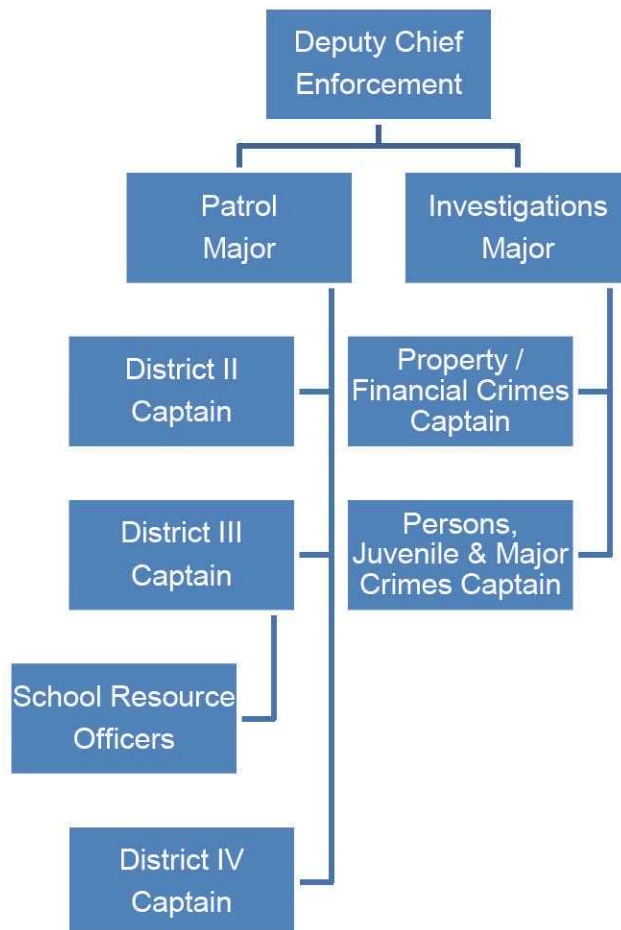 Deputy Chief
Enforcement
Patrol
Major
Investigations
Major
District II
Captain
Property /
Financial Crimes
Captain
District III
Captain
Persons,
Juvenile & Major
Crimes Captain
School Resource
Officers
District IV
Captain